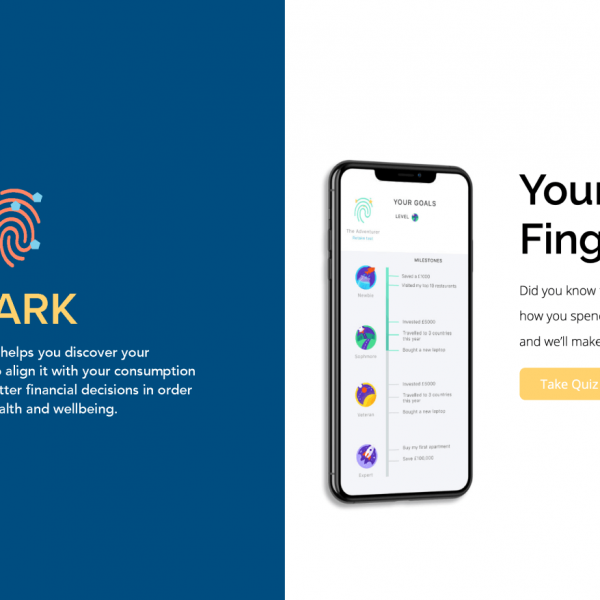 ARK
helps you discover your
align it with your consumption
tter financial decisions in order
alth and wellbeing.
YOUR GOALS
LEVEL
The Adventurer
MILESTONES
Saved a £1000
Visited my top 10 restaurants
Invested £5000
Travelled to 2 countries
this year
Bought a new laptop
Invested £10000
Travelled to 2 countries
this year
Bought a new laptop
Buy my first apartment
Save £100,000
Your
Fing
Did you know
how you spend
and we'll make
Take Quiz